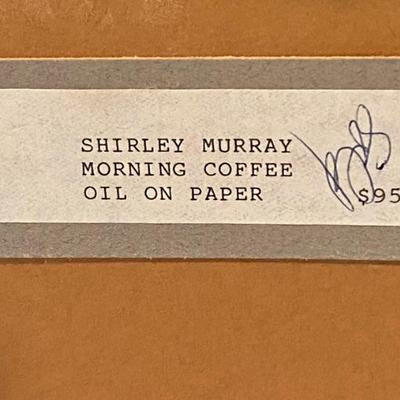 SHIRLEY MURRAY
MORNING COFFEE
OIL ON PAPER $95